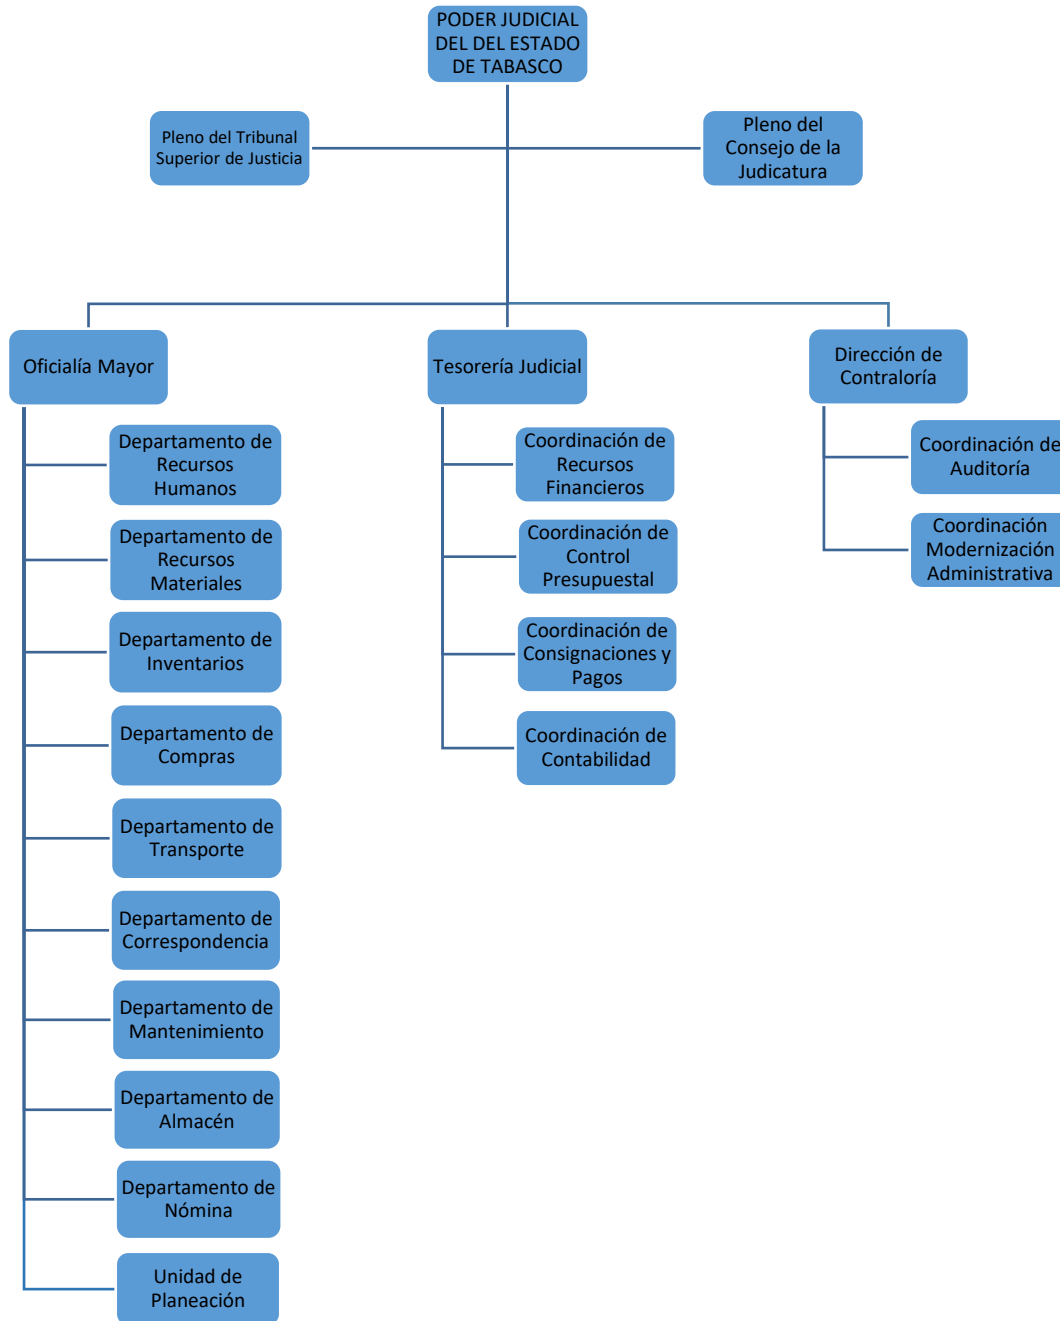 PODER JUDICIAL
DEL DEL ESTADO
DE TABASCO
Pleno del Tribunal
Superior de Justicia
Pleno del
Consejo de la
Judicatura
Oficialía Mayor
Departamento de
Recursos
Humanos
Departamento de
Recursos
Materiales
Departamento de
Inventarios
Departamento de
Compras
Departamento de
Transporte
Departamento de
Correspondencia
Departamento de
Mantenimiento
Departamento de
Almacén
Departamento de
Nómina
Unidad de
Planeación
Tesorería Judicial
Coordinación de
Recursos
Financieros
Coordinación de
Control
Presupuestal
Coordinación de
Consignaciones y
Pagos
Coordinación de
Contabilidad
Dirección de
Contraloría
Coordinación de
Auditoría
Coordinación
Modernización
Administrativa